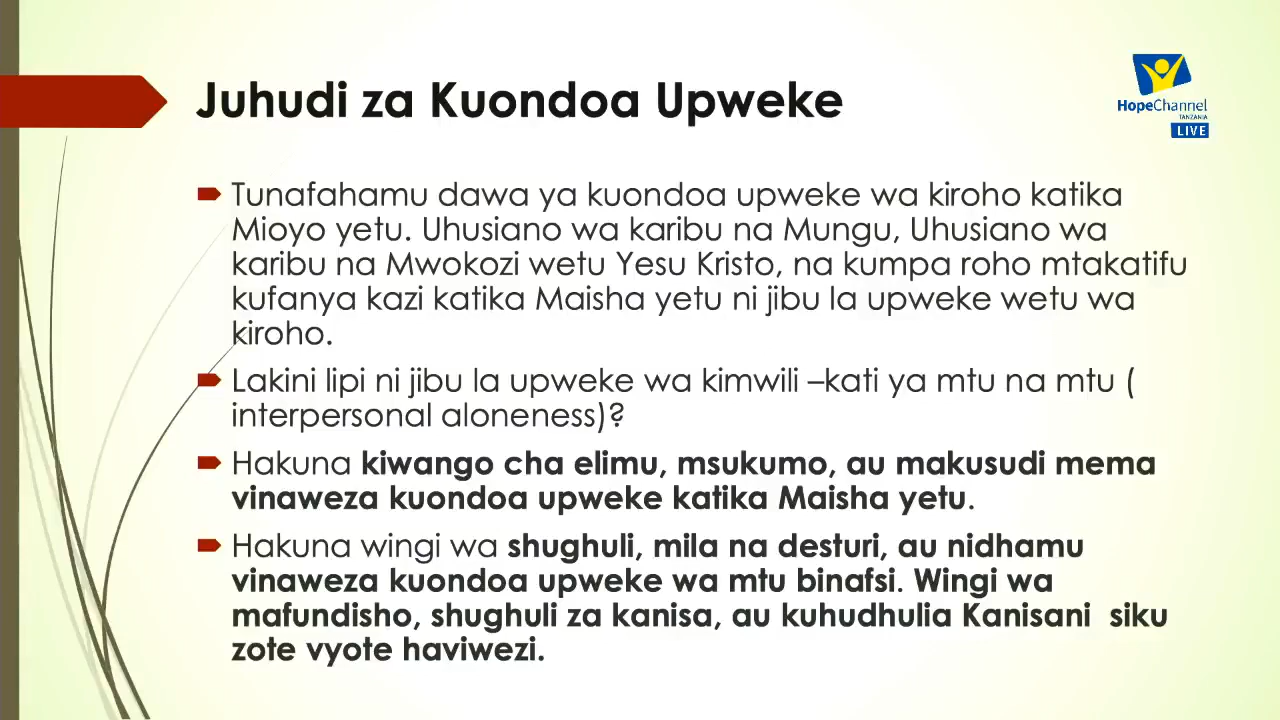 Juhudi za Kuondoa Upweke
HopeChannel
TANZANIA
LIVE
Tunafahamu dawa ya kuondoa upweke wa kiroho katika
Mioyo yetu. Uhusiano wa karibu na Mungu, Uhusiano wa
karibu na Mwokozi wetu Yesu Kristo, na kumpa roho mtakatifu
kufanya kazi katika Maisha yetu ni jibu la upweke wetu wa
kiroho.
Lakini lipi ni jibu la upweke wa kimwili –kati ya mtu na mtu (
interpersonal aloneness)?
Hakuna kiwango cha elimu, msukumo, au makusudi mema
vinaweza kuondoa upweke katika Maisha yetu.
Hakuna wingi wa shughuli, mila na desturi, au nidhamu
vinaweza kuondoa upweke wa mtu binafsi. Wingi wa
mafundisho, shughuli za kanisa, au kuhudhulia Kanisani siku
zote vyote haviwezi.